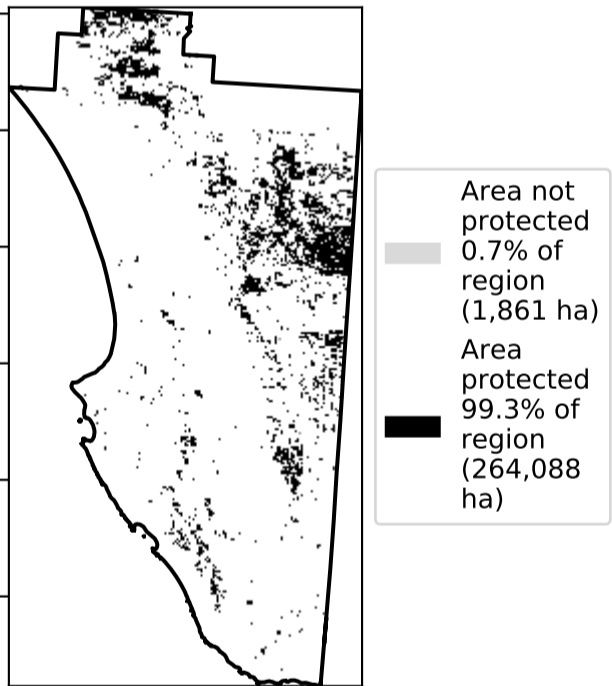 Area not
protected
0.7% of
region
(1,861 ha)
Area
protected
99.3% of
region
(264,088
ha)